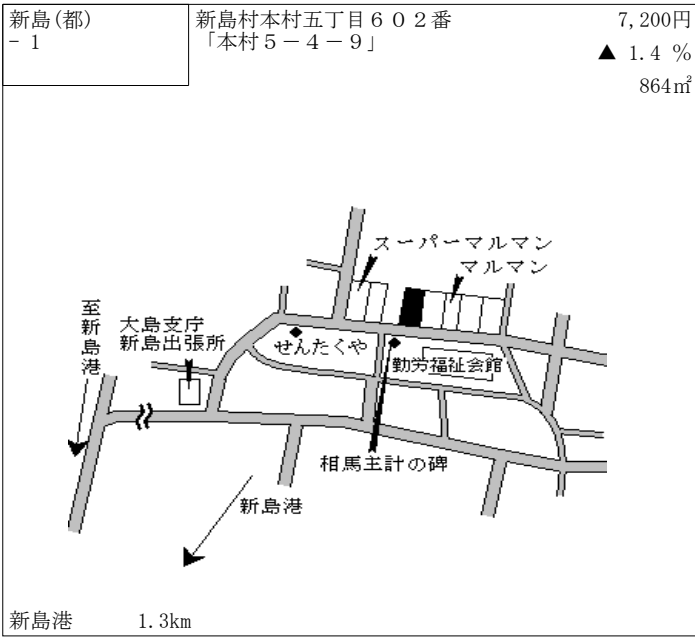 新島(都)
- 1
新島村本村五丁目６０２番
「本村５－４－９」
7,200円
▲ 1.4 %
864㎡
スーパーマルマン
マルマン
至新島港
大島支庁
新島出張所
せんたくや
勤労福祉会館
相馬主計の碑
新島港
新島港 1.3km